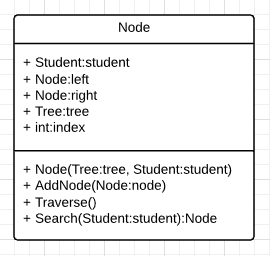 Node
+ Student:student
+ Node:left
+ Node:right
+ Tree:tree
+ int:index
+ Node(Tree:tree, Student:student)
+ AddNode(Node:node)
+ Traverse()
+ Search(Student:student):Node